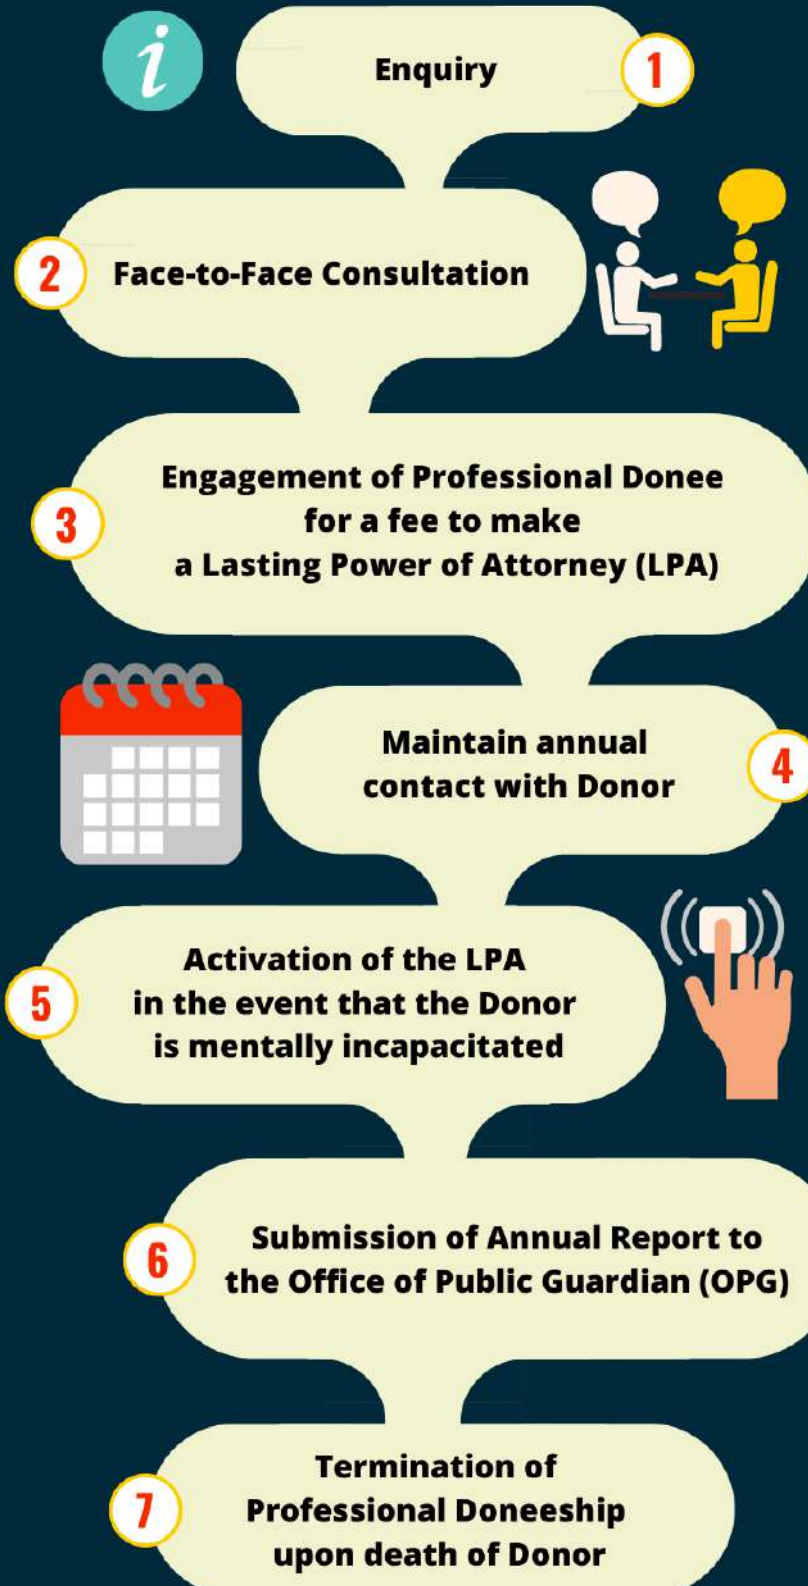 i
Enquiry
1
2
Face-to-Face Consultation
3
Engagement of Professional Donee
for a fee to make
a Lasting Power of Attorney (LPA)
Maintain annual
contact with Donor
4
5
Activation of the LPA
in the event that the Donor
is mentally incapacitated
6
Submission of Annual Report to
the Office of Public Guardian (OPG)
7
Termination of
Professional Doneeship
upon death of Donor